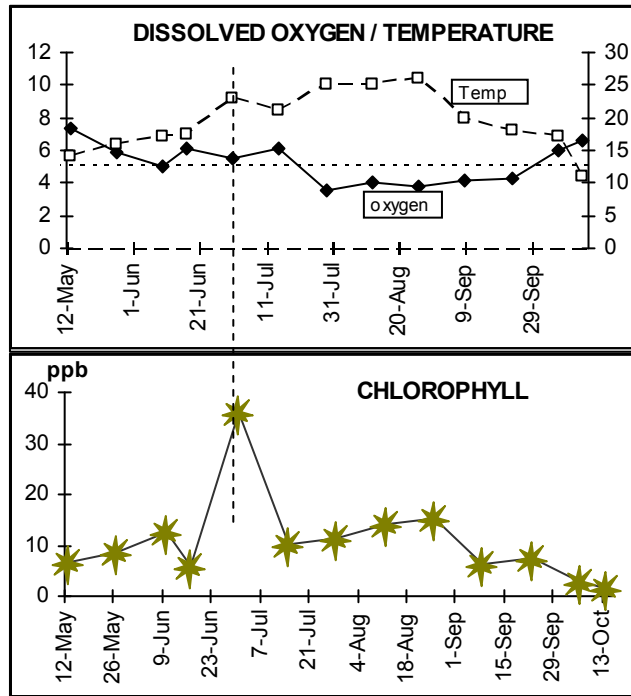 DISSOLVED OXYGEN / TEMPERATURE
12
10
8
6
4
2
0
30
25
20
15
10
5
0
Temp
oxygen
12-May
1-Jun
21-Jun
11-Jul
31-Jul
20-Aug
9-Sep
29-Sep
ppb
CHLOROPHYLL
40
30
20
10
0
12-May
26-May
9-Jun
23-Jun
7-Jul
21-Jul
4-Aug
18-Aug
1-Sep
15-Sep
29-Sep
13-Oct